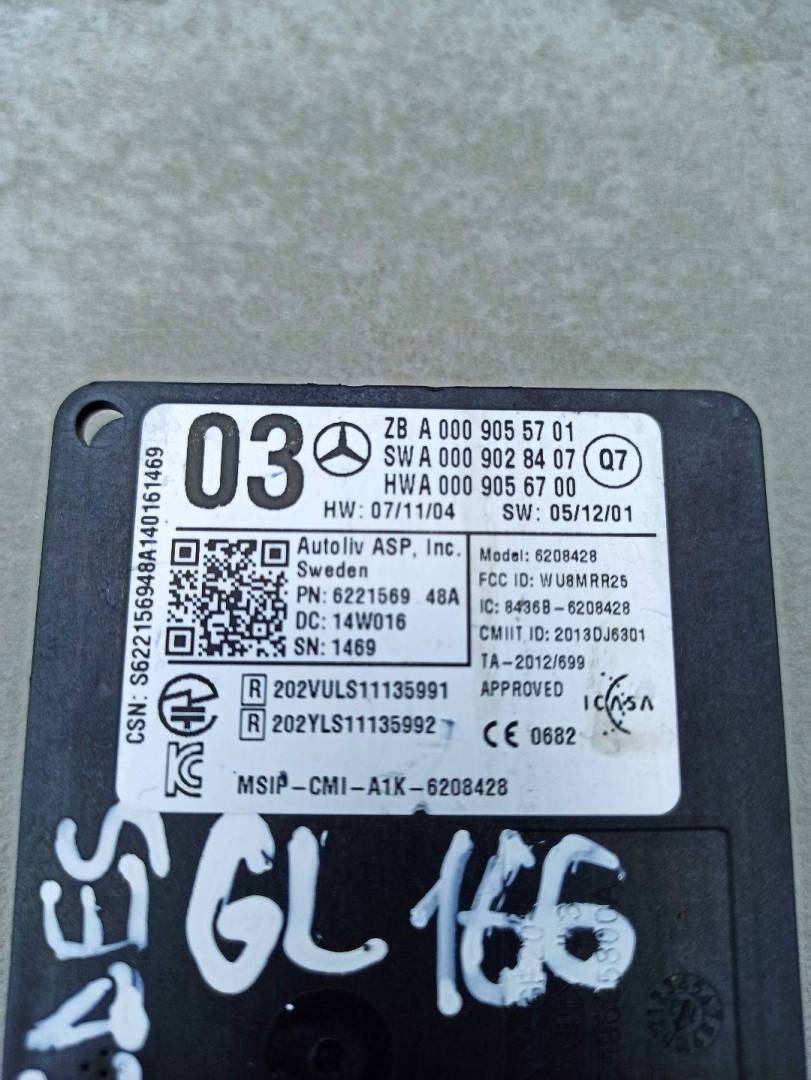 03
ZB A 000 905 57 01
SW A 000 902 84 07
HW A 000 905 67 00
Q7
HW: 07/11/04 SW: 05/12/01
Autoliv ASP, Inc.
Sweden
PN: 6221569 48A
DC: 14W016
SN: 1469
Model: 6208428
FCC ID: WU8MRR25
IC: 8436B-6208428
CMIIT ID: 2013DJ6301
TA-2012/699
APPROVED
ICASA
R 202VULS11135991
R 202YLS11135992
CE 0682
MSIP-CMI-A1K-6208428
CSN: S622156948A140161469
GL 166